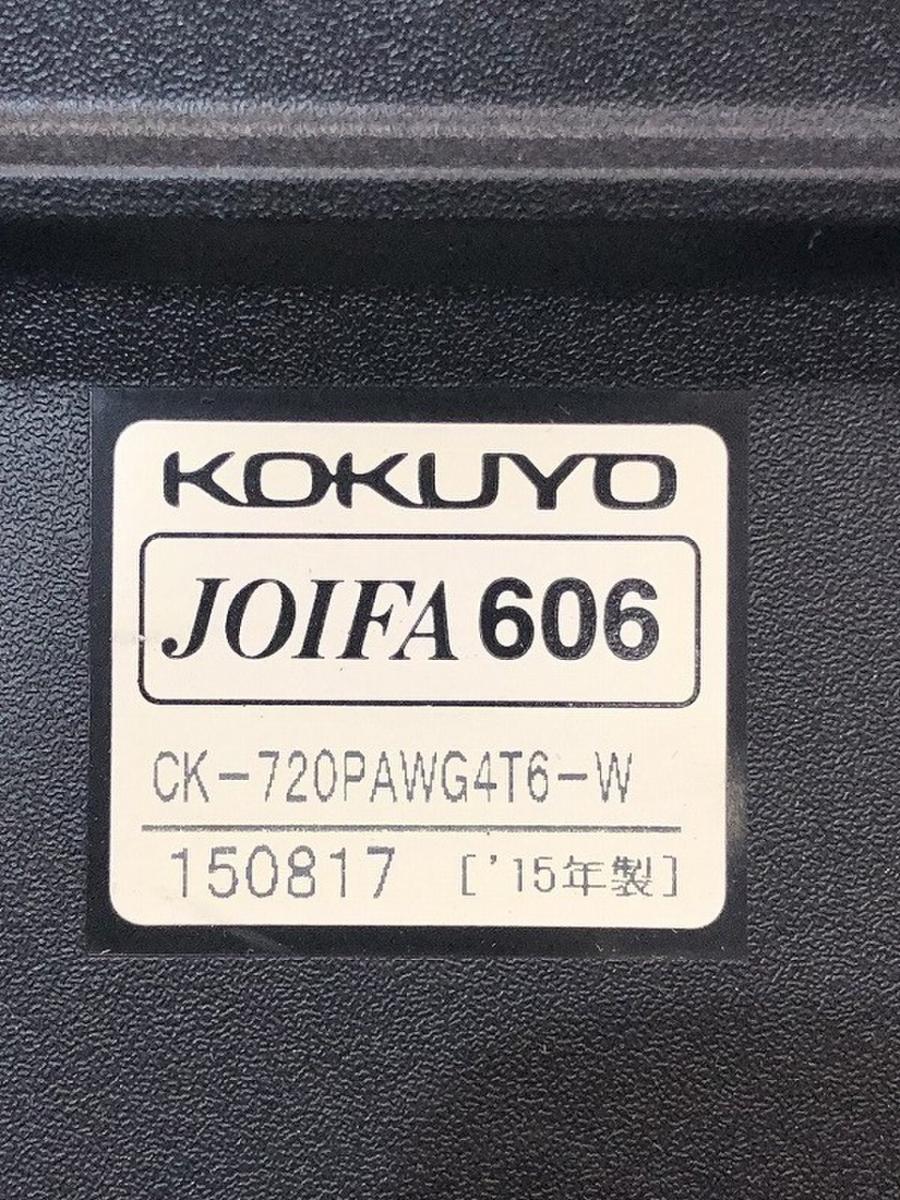 KOKUYO
JOIFA 606
CK-720PAWG4T6-W
150817 ['15年製]